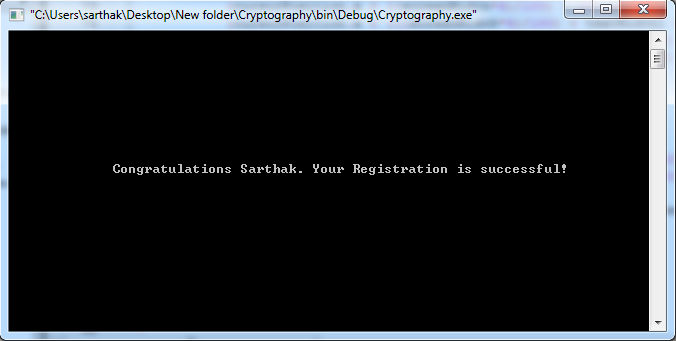 "C:\Users\sarthak\Desktop\New folder\Cryptography\bin\Debug\Cryptography.exe"
Congratulations Sarthak. Your Registration is successful!